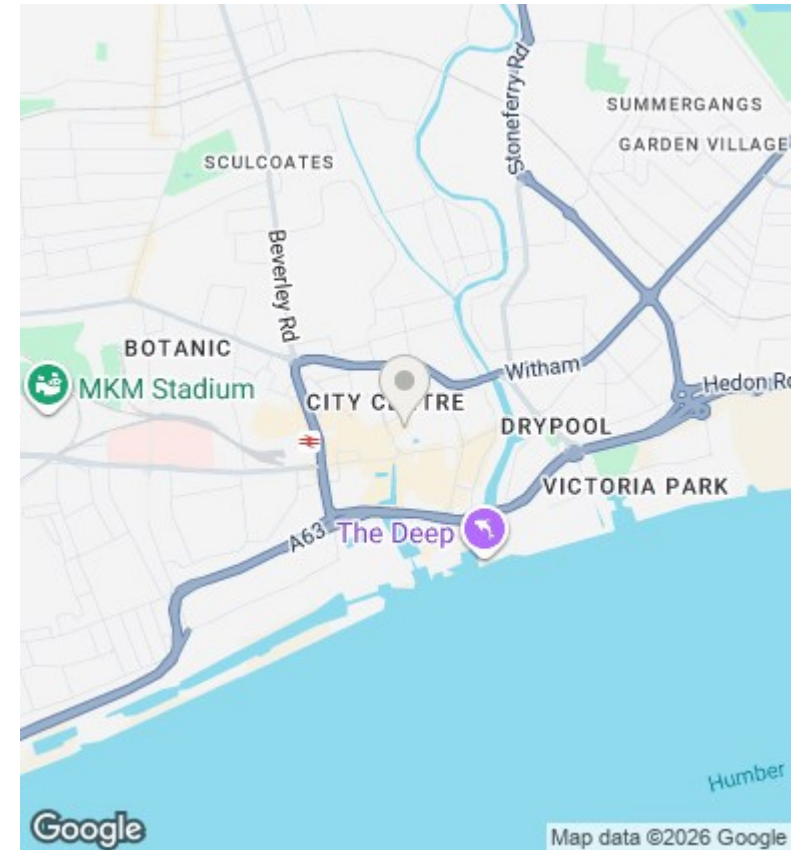 Stoneferry Rd
SUMMERGANGS
GARDEN VILLAGE
SCULCOATES
Beverley Rd
BOTANIC
Witham
MKM Stadium
CITY CENTRE
Hedon Rd
DRYPOOL
VICTORIA PARK
A63
The Deep
Humber
Google
Map data ©2026 Google